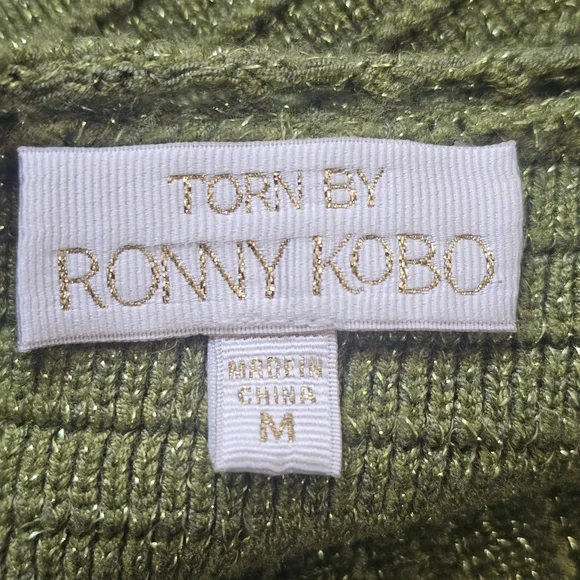 TORN BY
RONNY KOBO
MADE IN
CHINA
M